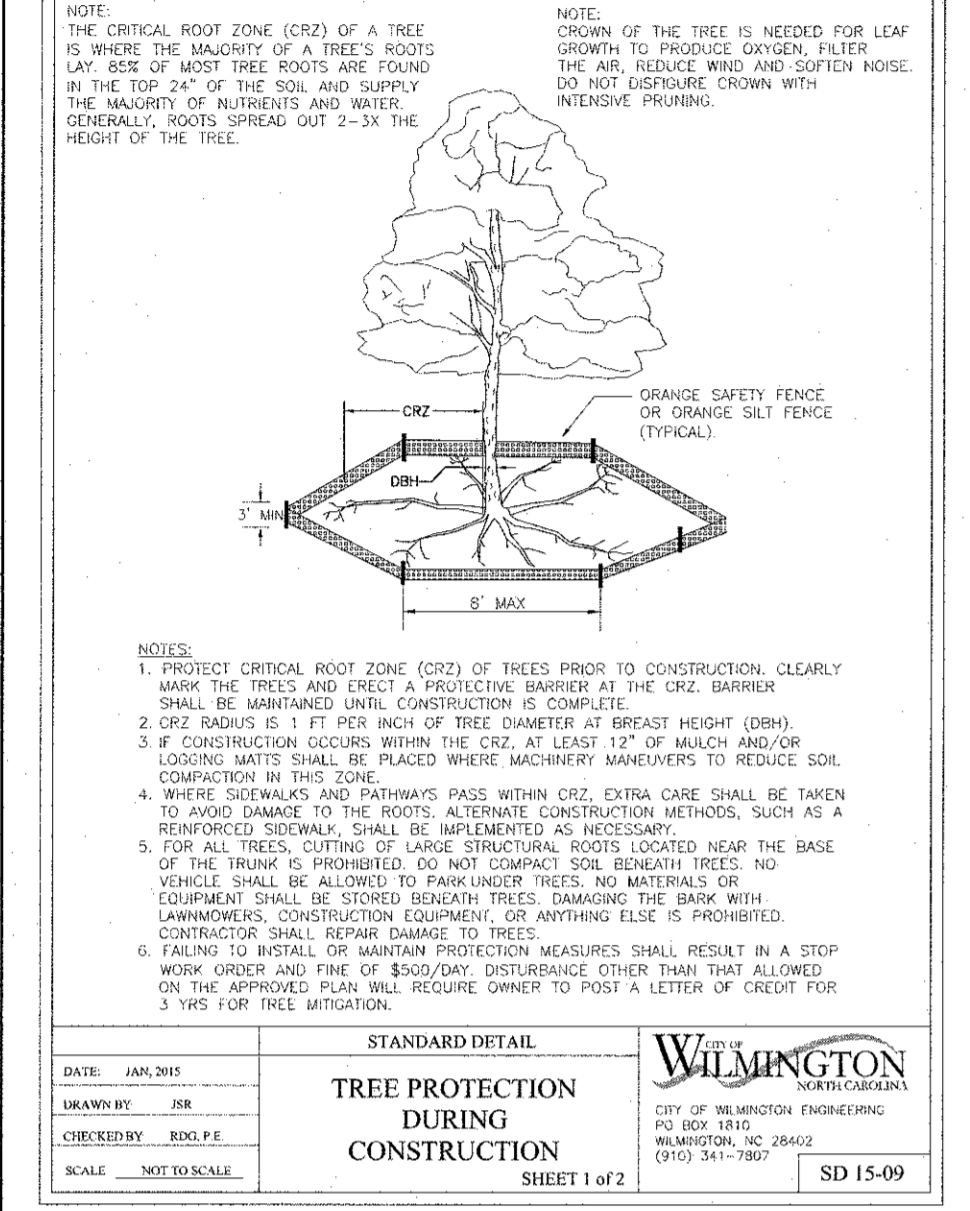 NOTE:
THE CRITICAL ROOT ZONE (CRZ) OF A TREE
IS WHERE THE MAJORITY OF A TREE'S ROOTS
LAY. 85% OF MOST TREE ROOTS ARE FOUND
IN THE TOP 24" OF THE SOIL AND SUPPLY
THE MAJORITY OF NUTRIENTS AND WATER.
GENERALLY, ROOTS SPREAD OUT 2-3X THE
HEIGHT OF THE TREE.
NOTE:
CROWN OF THE TREE IS NEEDED FOR LEAF
GROWTH TO PRODUCE OXYGEN, FILTER
THE AIR, REDUCE WIND AND SOFTEN NOISE.
DO NOT DISFIGURE CROWN WITH
INTENSIVE PRUNING.
ORANGE SAFETY FENCE
OR ORANGE SILT FENCE
(TYPICAL)
CRZ
DBH
3' MIN
8' MAX
NOTES:
1. PROTECT CRITICAL ROOT ZONE (CRZ) OF TREES PRIOR TO CONSTRUCTION. CLEARLY
MARK THE TREES AND ERECT A PROTECTIVE BARRIER AT THE CRZ. BARRIER
SHALL BE MAINTAINED UNTIL CONSTRUCTION IS COMPLETE.
2. CRZ RADIUS IS 1 FT PER INCH OF TREE DIAMETER AT BREAST HEIGHT (DBH).
3. IF CONSTRUCTION OCCURS WITHIN THE CRZ, AT LEAST 12" OF MULCH AND/OR
LOGGING MATTS SHALL BE PLACED WHERE MACHINERY MANEUVERS TO REDUCE SOIL
COMPACTION IN THIS ZONE.
4. WHERE SIDEWALKS AND PATHWAYS PASS WITHIN CRZ, EXTRA CARE SHALL BE TAKEN
TO AVOID DAMAGE TO THE ROOTS. ALTERNATE CONSTRUCTION METHODS, SUCH AS A
REINFORCED SIDEWALK, SHALL BE IMPLEMENTED AS NECESSARY.
5. FOR ALL TREES, CUTTING OF LARGE STRUCTURAL ROOTS LOCATED NEAR THE BASE
OF THE TRUNK IS PROHIBITED. DO NOT COMPACT SOIL BENEATH TREES. NO
VEHICLE SHALL BE ALLOWED TO PARK UNDER TREES. NO MATERIALS OR
EQUIPMENT SHALL BE STORED BENEATH TREES. DAMAGING THE BARK WITH
LAWNMOWERS, CONSTRUCTION EQUIPMENT, OR ANYTHING ELSE IS PROHIBITED.
CONTRACTOR SHALL REPAIR DAMAGE TO TREES.
6. FAILING TO INSTALL OR MAINTAIN PROTECTION MEASURES SHALL RESULT IN A STOP
WORK ORDER AND FINE OF $500/DAY. DISTURBANCE OTHER THAN THAT ALLOWED
ON THE APPROVED PLAN WILL REQUIRE OWNER TO POST A LETTER OF CREDIT FOR
3 YRS FOR TREE MITIGATION.
DATE: JAN, 2015
DRAWN BY JSR
CHECKED BY RDG, P.E.
SCALE NOT TO SCALE
STANDARD DETAIL
TREE PROTECTION
DURING
CONSTRUCTION
SHEET 1 of 2
CITY OF
WILMINGTON
NORTH CAROLINA
CITY OF WILMINGTON ENGINEERING
PO BOX 1810
WILMINGTON, NC 28402
(910) 341-7807
SD 15-09